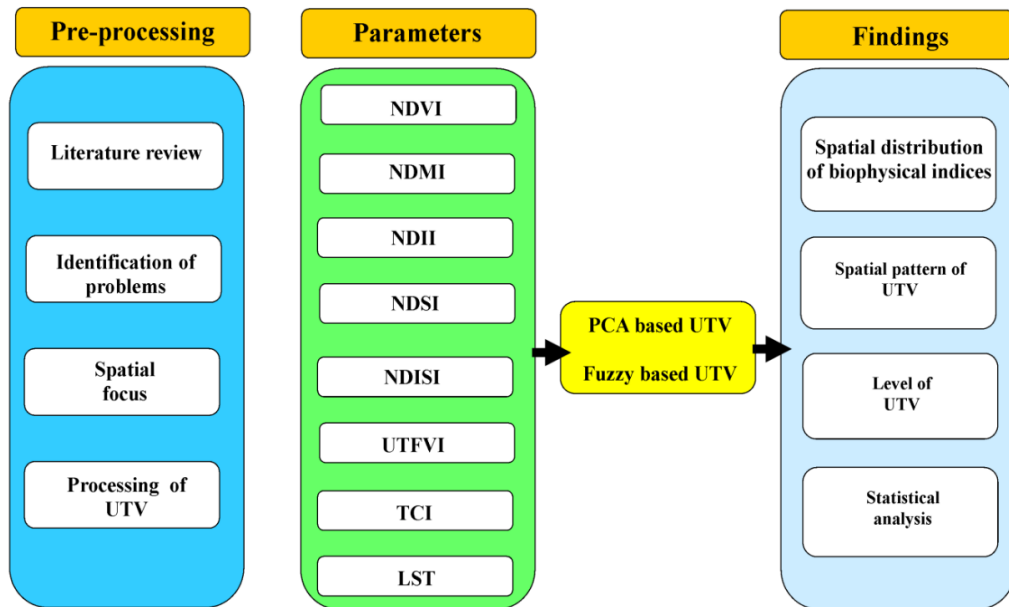 Pre-processing
Literature review
Identification of
problems
Spatial
focus
Processing of
UTV
Parameters
NDVI
NDMI
NDII
NDSI
NDISI
UTFVI
TCI
LST
PCA based UTV
Fuzzy based UTV
Findings
Spatial distribution
of biophysical indices
Spatial pattern of
UTV
Level of
UTV
Statistical
analysis